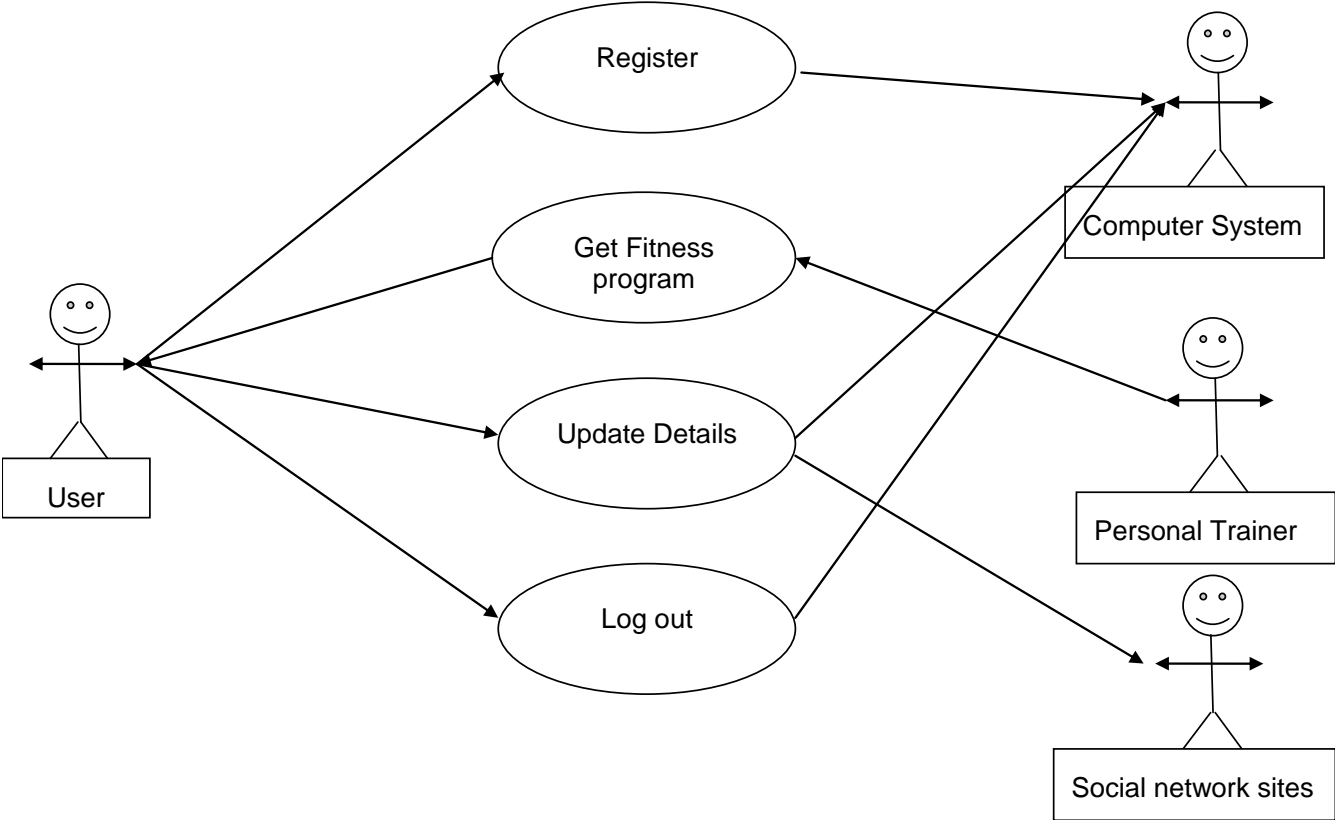 Register
Computer System
Get Fitness
program
User
Update Details
Personal Trainer
Log out
Social network sites